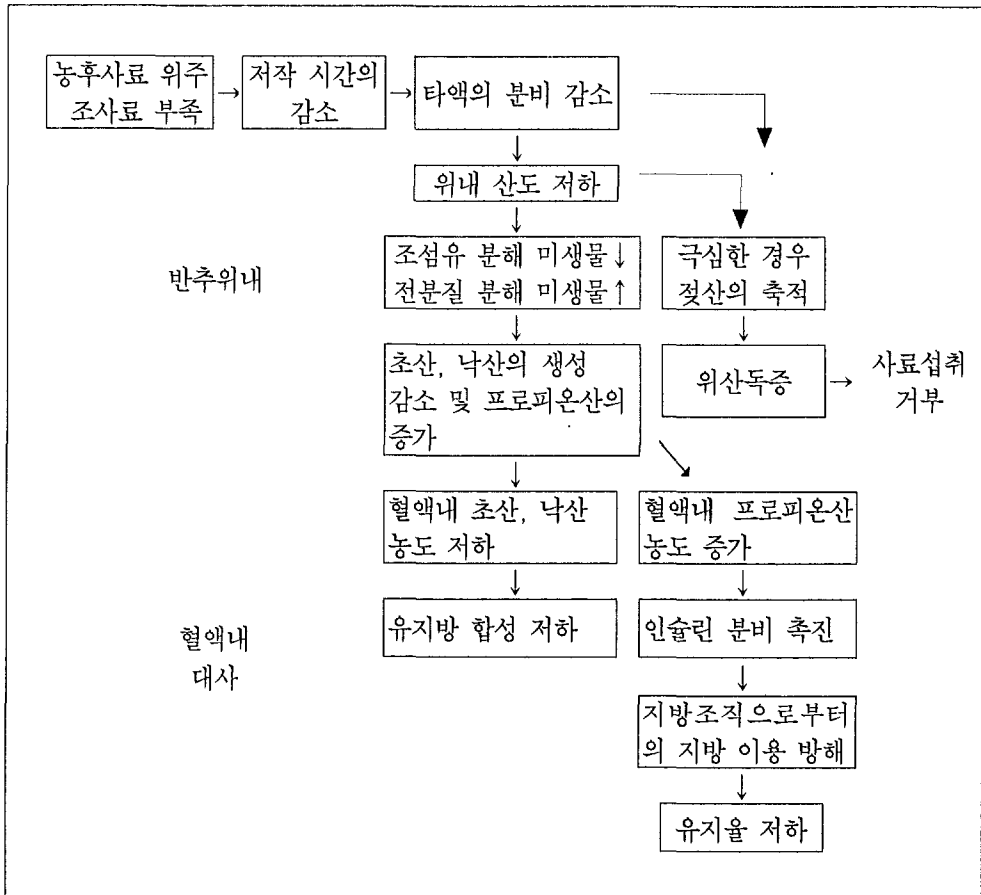 농후사료 위주
조사료 부족
→
저작 시간의
감소
→
타액의 분비 감소
↓
위내 산도 저하
↓
조섬유 분해 미생물↓
전분질 분해 미생물↑
극심한 경우
젖산의 축적
반추위내
↓
↓
초산, 낙산의 생성
감소 및 프로피온산의
증가
위산독증
→
사료섭취
거부
↓
혈액내 초산, 낙산
농도 저하
혈액내 프로피온산
농도 증가
↓
↓
유지방 합성 저하
인슐린 분비 촉진
혈액내
대사
↓
지방조직으로부터
의 지방 이용 방해
↓
유지율 저하